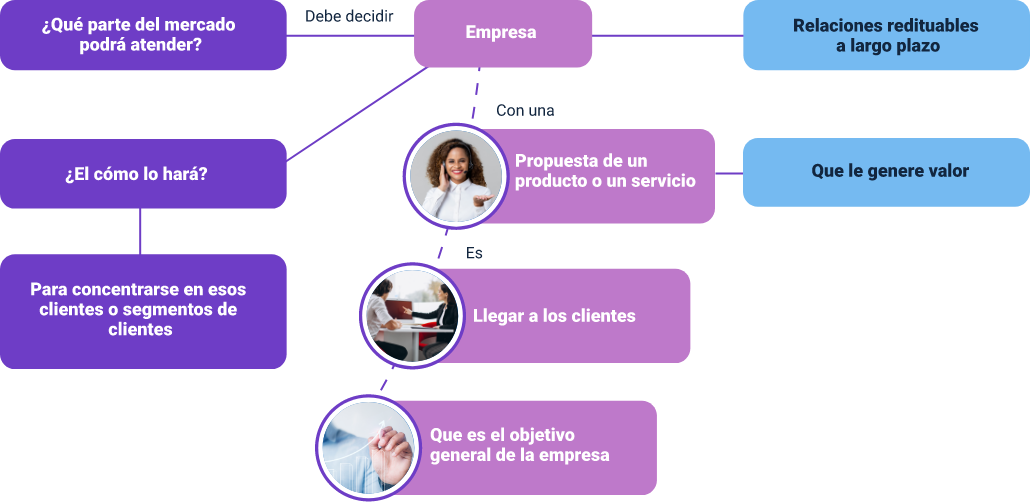 ¿Qué parte del mercado
podrá atender?
Debe decidir
Empresa
Relaciones redituables
a largo plazo
Con una
¿El cómo lo hará?
Propuesta de un
producto o un servicio
Que le genere valor
Es
Para concentrarse en esos
clientes o segmentos de
clientes
Llegar a los clientes
Que es el objetivo
general de la empresa